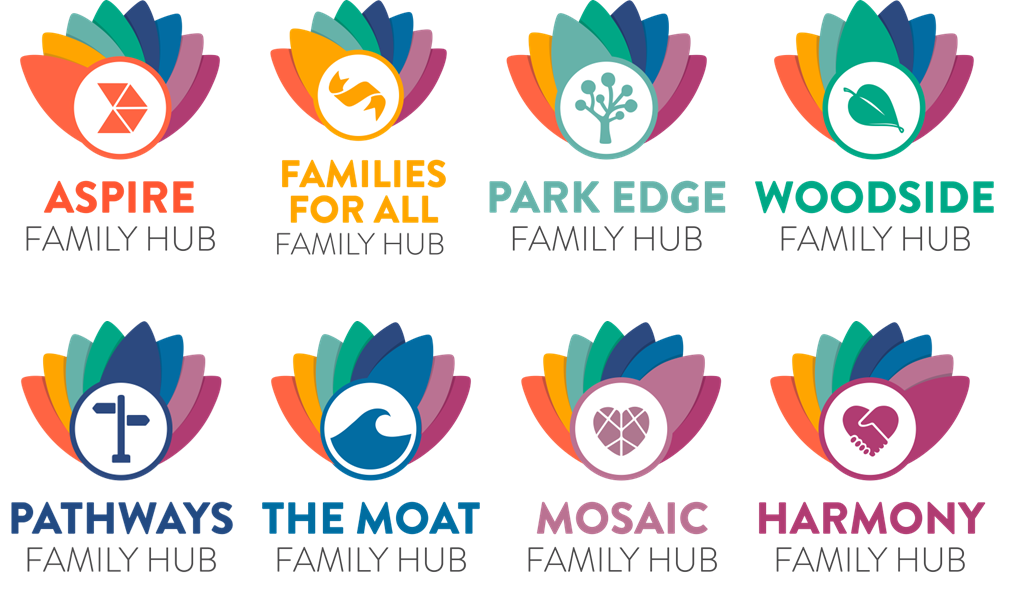 ASPIRE
FAMILY HUB
FAMILIES
FOR ALL
FAMILY HUB
PARK EDGE
FAMILY HUB
WOODSIDE
FAMILY HUB
PATHWAYS
FAMILY HUB
THE MOAT
FAMILY HUB
MOSAIC
FAMILY HUB
HARMONY
FAMILY HUB